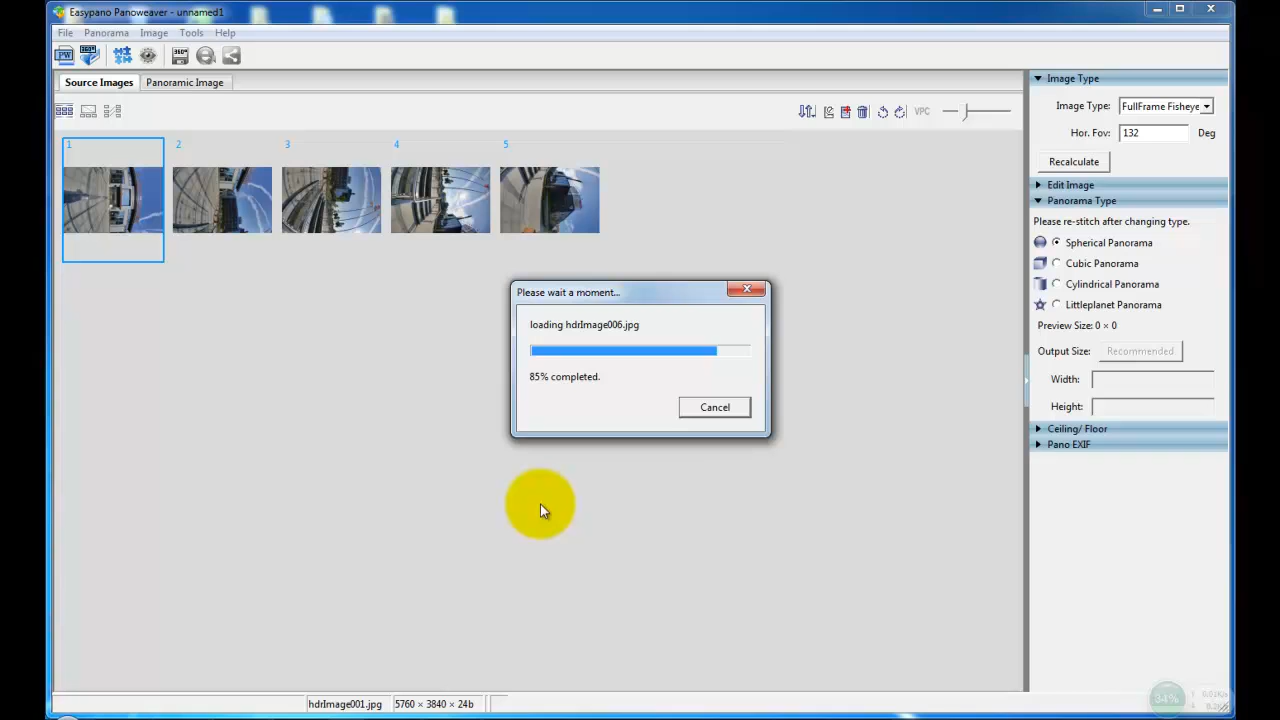 Easypano Panoweaver - unnamed1
File Panorama Image Tools Help
Source Images Panoramic Image
VPC
1 2 3 4 5
Please wait a moment...
loading hdrImage006.jpg
85% completed.
Cancel
Image Type
Image Type: FullFrame Fisheye
Hor. Fov: 132 Deg
Recalculate
Edit Image
Panorama Type
Please re-stitch after changing type.
Spherical Panorama
Cubic Panorama
Cylindrical Panorama
Littleplanet Panorama
Preview Size: 0 × 0
Output Size: Recommended
Width:
Height:
Ceiling/ Floor
Pano EXIF
hdrImage001.jpg 5760 × 3840 × 24b
34%